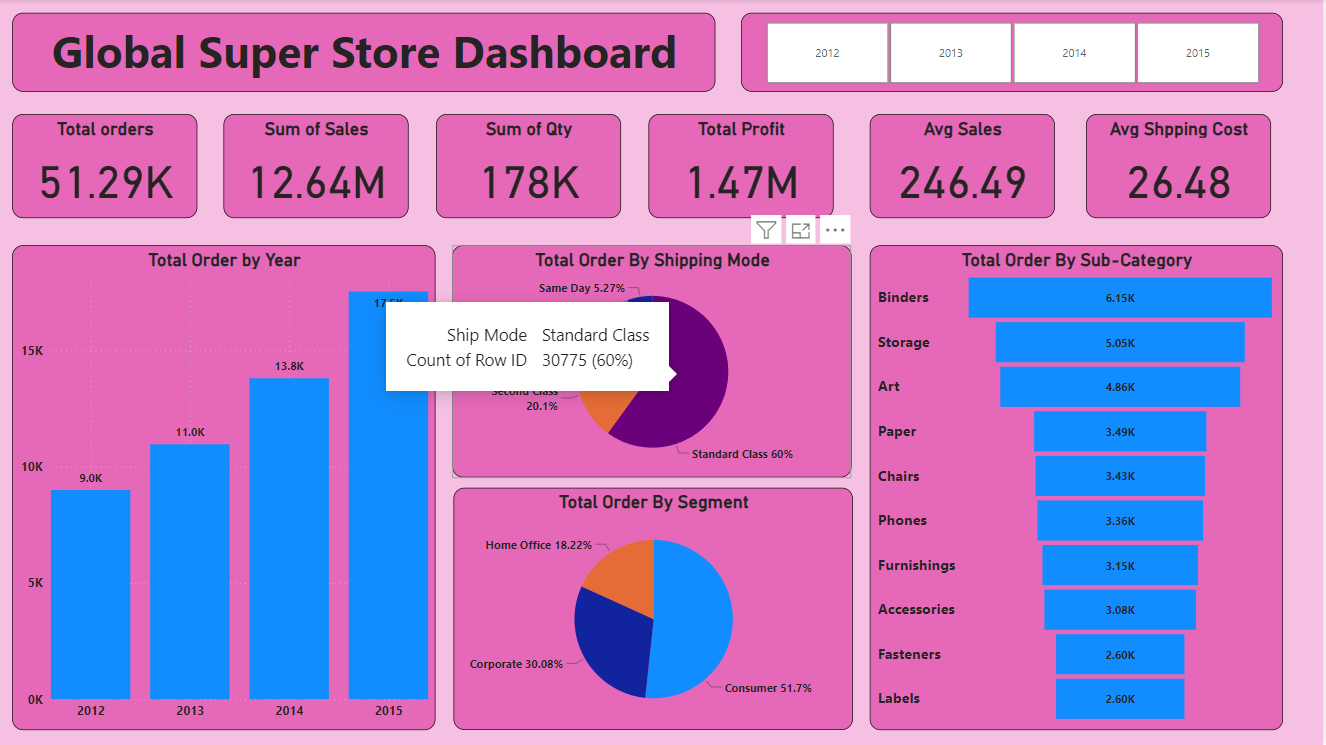 Global Super Store Dashboard
2012
2013
2014
2015
Total orders
51.29K
Sum of Sales
12.64M
Sum of Qty
178K
Total Profit
1.47M
Avg Sales
246.49
Avg Shpping Cost
26.48
Total Order by Year
15K
10K
5K
0K
9.0K
11.0K
13.8K
2012
2013
2014
2015
Total Order By Shipping Mode
Same Day 5.27%
Ship Mode Standard Class
Count of Row ID 30775 (60%)
Second Class
20.1%
Standard Class 60%
Total Order By Segment
Home Office 18.22%
Corporate 30.08%
Consumer 51.7%
Total Order By Sub-Category
Binders 6.15K
Storage 5.05K
Art 4.86K
Paper 3.49K
Chairs 3.43K
Phones 3.36K
Furnishings 3.15K
Accessories 3.08K
Fasteners 2.60K
Labels 2.60K